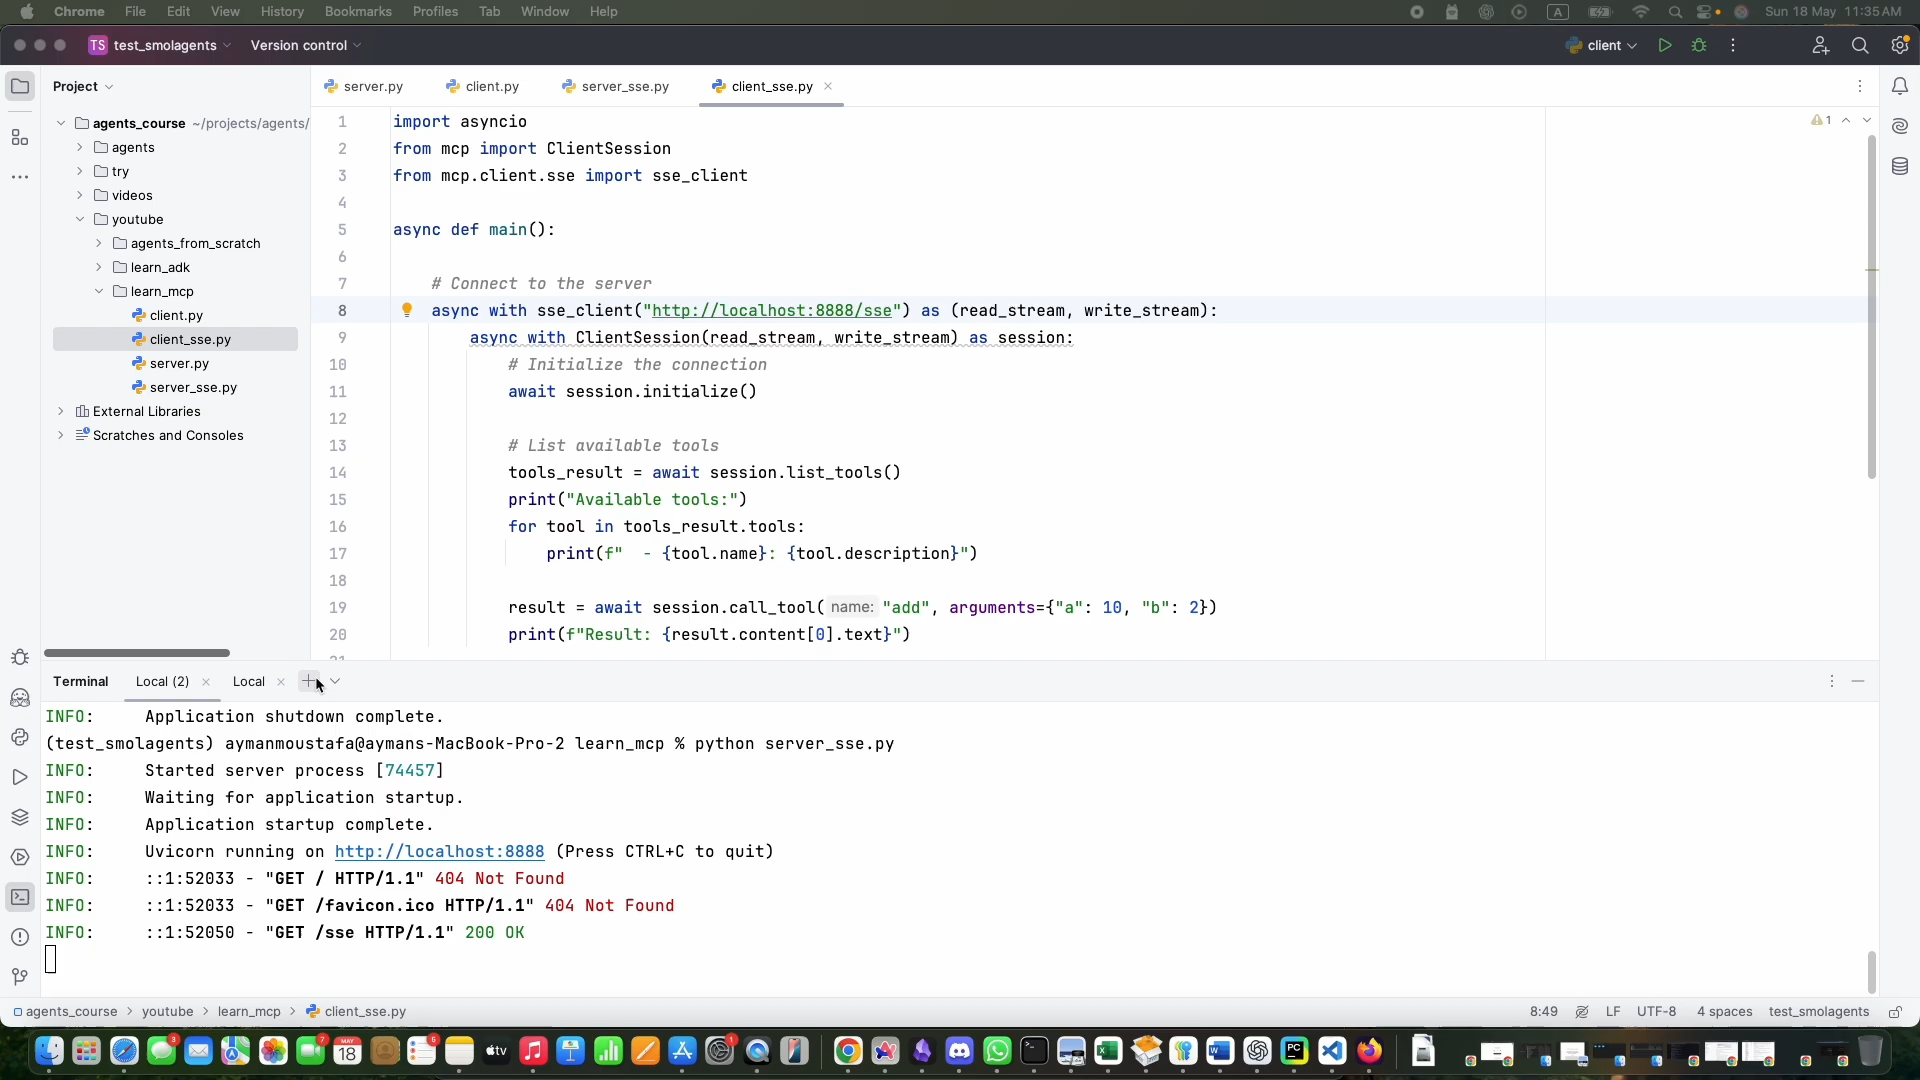 Chrome File Edit View History Bookmarks Profiles Tab Window Help A Sun 18 May 11:35 AM
TS test_smolagents Version control client
Project
server.py client.py server_sse.py client_sse.py
agents_course ~/projects/agents/
agents
try
videos
youtube
agents_from_scratch
learn_adk
learn_mcp
client.py
client_sse.py
server.py
server_sse.py
External Libraries
Scratches and Consoles
1
1 import asyncio
2 from mcp import ClientSession
3 from mcp.client.sse import sse_client
4
5 async def main():
6
7 # Connect to the server
8 async with sse_client("http://localhost:8888/sse") as (read_stream, write_stream):
9 async with ClientSession(read_stream, write_stream) as session:
10 # Initialize the connection
11 await session.initialize()
12
13 # List available tools
14 tools_result = await session.list_tools()
15 print("Available tools:")
16 for tool in tools_result.tools:
17 print(f"  - {tool.name}: {tool.description}")
18
19 result = await session.call_tool( name: "add", arguments={"a": 10, "b": 2})
20 print(f"Result: {result.content[0].text}")
Terminal Local (2) Local
INFO: Application shutdown complete.
(test_smolagents) aymanmoustafa@aymans-MacBook-Pro-2 learn_mcp % python server_sse.py
INFO: Started server process [74457]
INFO: Waiting for application startup.
INFO: Application startup complete.
INFO: Uvicorn running on http://localhost:8888 (Press CTRL+C to quit)
INFO: ::1:52033 - "GET / HTTP/1.1" 404 Not Found
INFO: ::1:52033 - "GET /favicon.ico HTTP/1.1" 404 Not Found
INFO: ::1:52050 - "GET /sse HTTP/1.1" 200 OK
agents_course > youtube > learn_mcp > client_sse.py 8:49 LF UTF-8 4 spaces test_smolagents